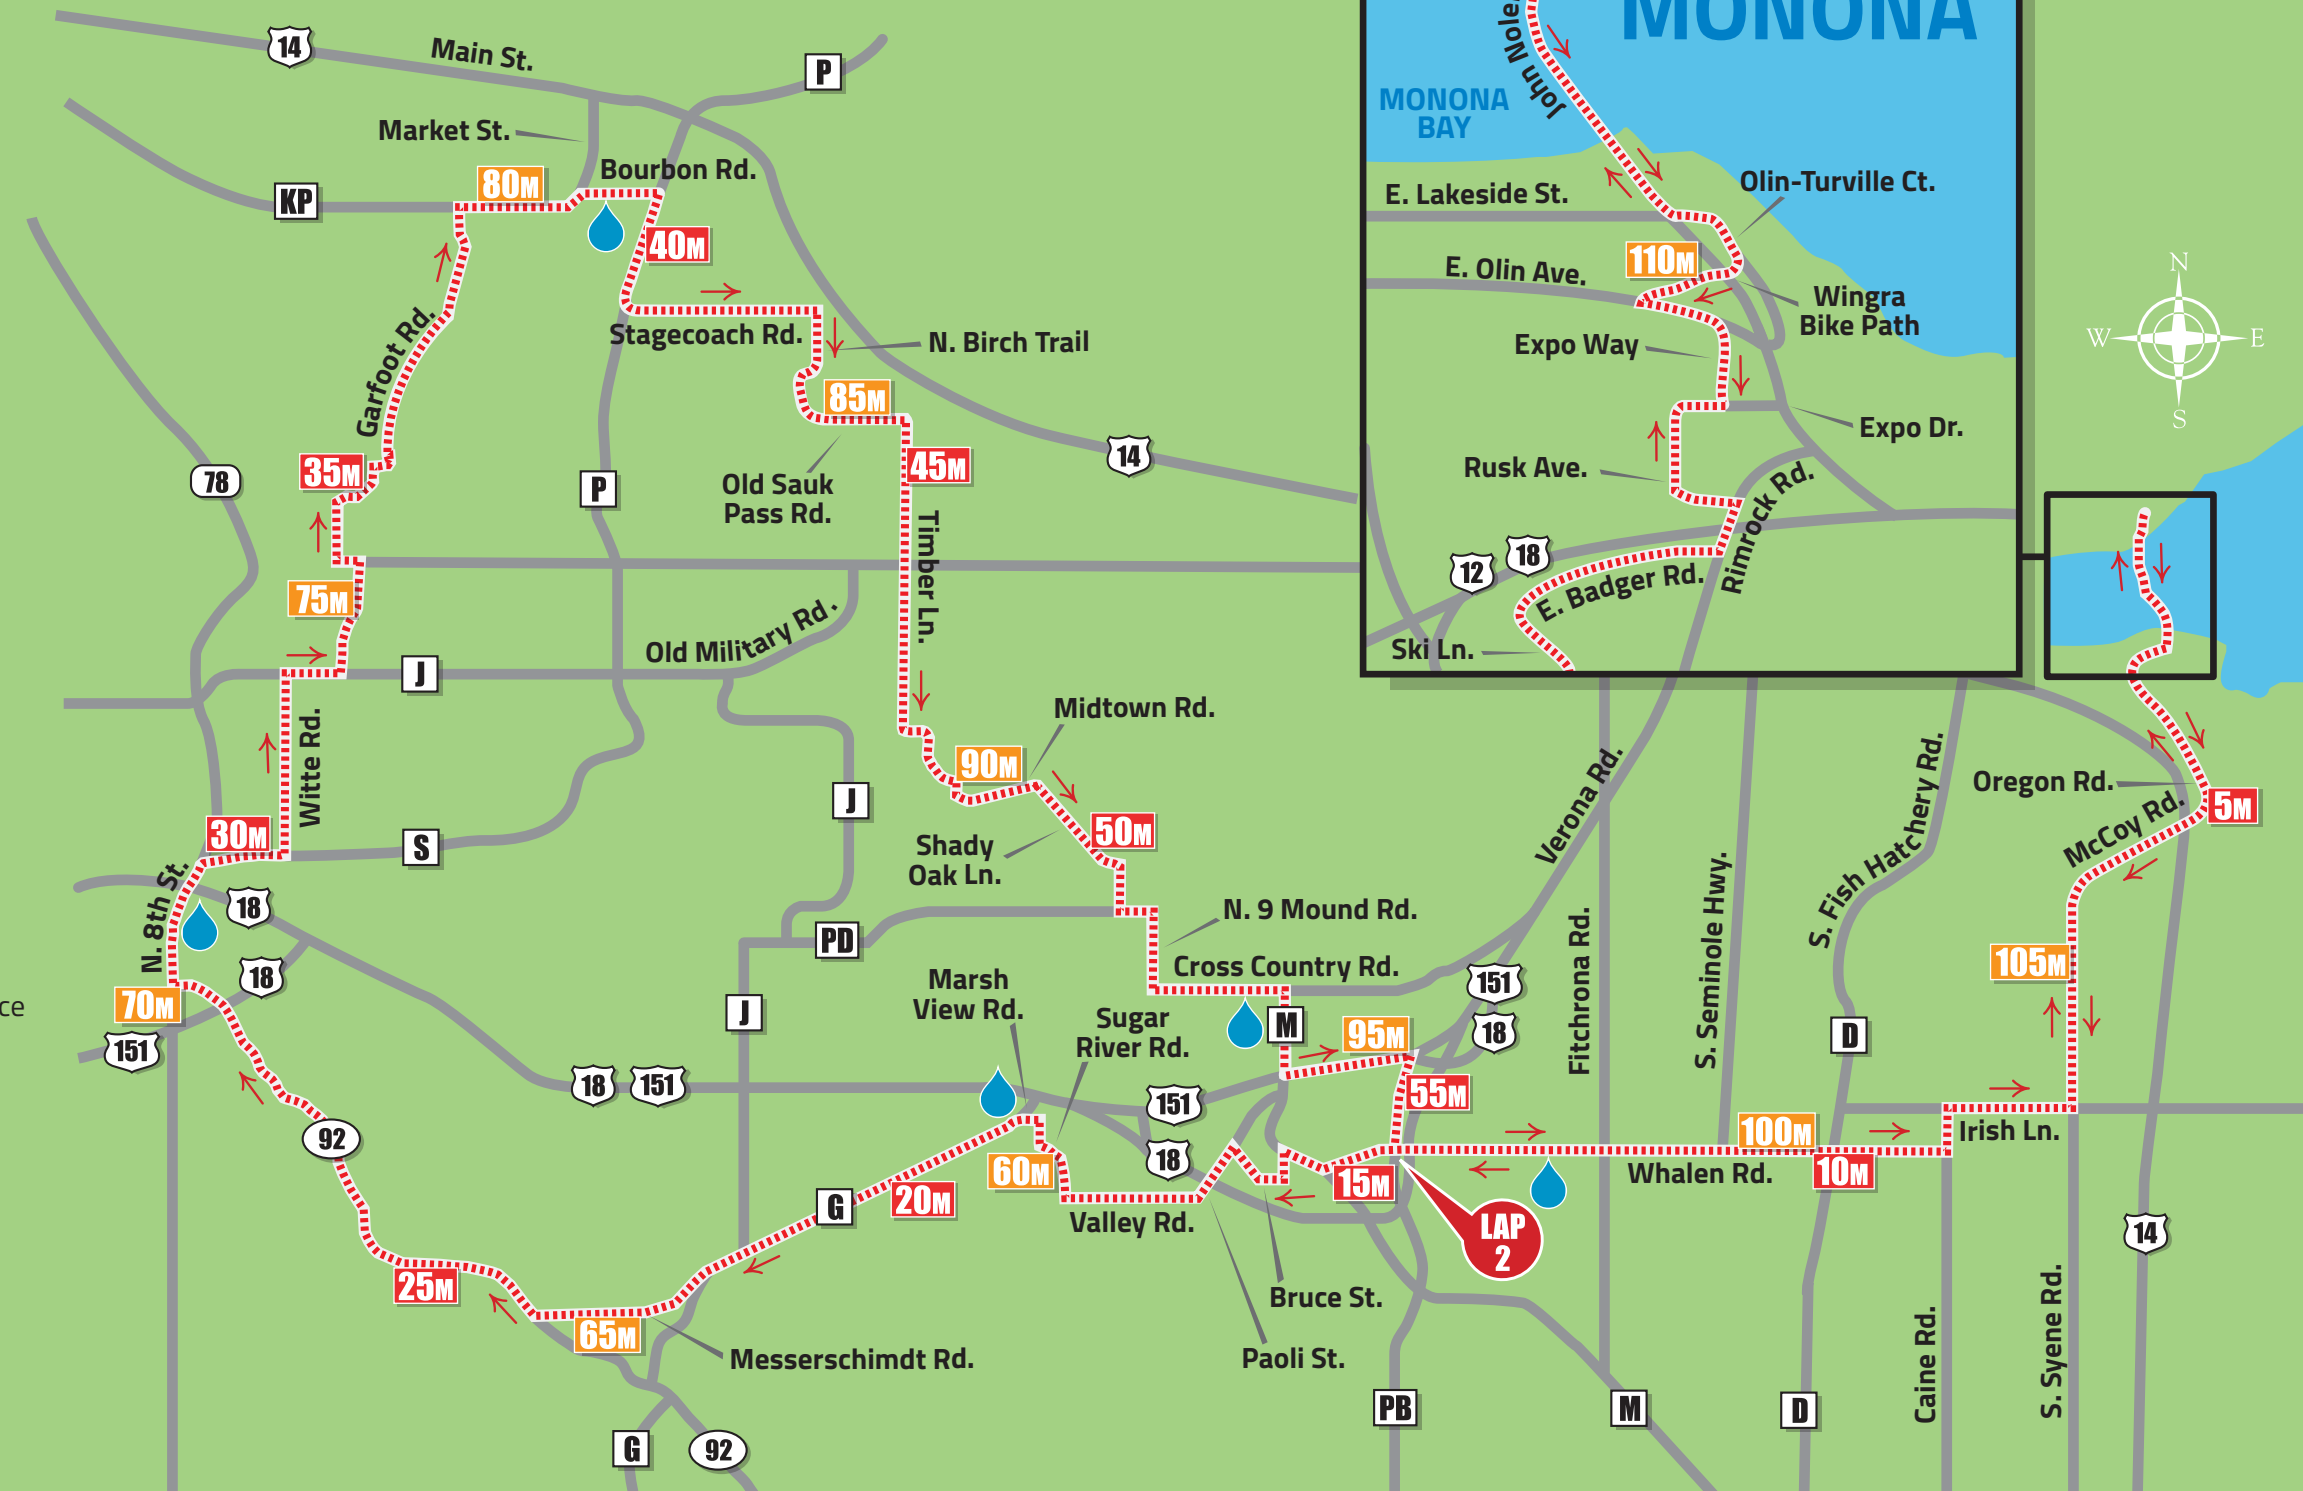 MONONA
John Nole
14
Main St.
P
MONONA
BAY
Market St.
Bourbon Rd.
80M
KP
E. Lakeside St.
Olin-Turville Ct.
40M
110M
E. Olin Ave.
Wingra
Bike Path
N
W
E
S
Stagecoach Rd.
N. Birch Trail
Expo Way
Garfoot Rd.
85M
Expo Dr.
14
35M
45M
Rusk Ave.
78
P
Old Sauk
Pass Rd.
Rimrock Rd.
Timber Ln.
18
12
75M
E. Badger Rd.
Old Military Rd.
Ski Ln.
J
Midtown Rd.
Witte Rd.
90M
Verona Rd.
S. Fish Hatchery Rd.
Oregon Rd.
5M
McCoy Rd.
J
30M
S
50M
Shady
Oak Ln.
18
N. 8th St.
N. 9 Mound Rd.
PD
Fitchrona Rd.
S. Seminole Hwy.
105M
18
Cross Country Rd.
Marsh
View Rd.
151
70M
ce
J
Sugar
River Rd.
M
95M
18
D
151
18
151
55M
151
92
100M
Irish Ln.
60M
18
15M
Whalen Rd.
10M
20M
G
Valley Rd.
LAP
2
14
25M
Bruce St.
65M
Messerschimdt Rd.
Paoli St.
Caine Rd.
S. Syene Rd.
PB
M
D
G
92